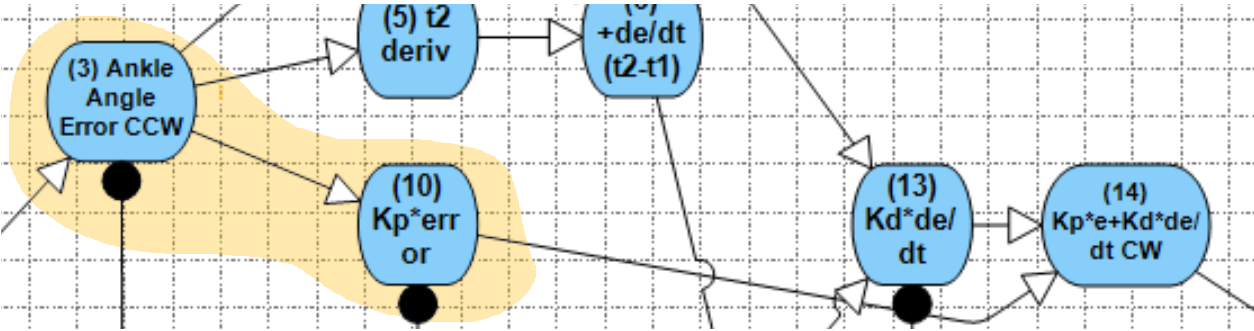 (3) Ankle
Angle
Error CCW
(5) t2
deriv
+de/dt
(t2-t1)
(10)
Kp*err
or
(13)
Kd*de/
dt
(14)
Kp*e+Kd*de/
dt CW